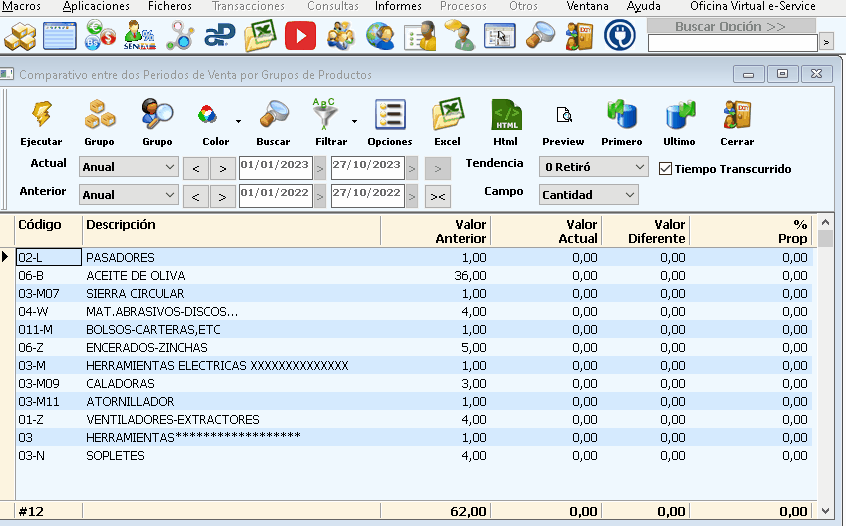 Macros Aplicaciones Ficheros Transacciones Consultas Informes Procesos Otros Ventana Ayuda Oficina Virtual e-Service
Buscar Opción >>
>
Comparativo entre dos Periodos de Venta por Grupos de Productos
Ejecutar Grupo Grupo Color Buscar Filtrar Opciones Excel Html Preview Primero Ultimo Cerrar
Actual Anual < > 01/01/2023 > 27/10/2023 > > Tendencia 0 Retiró Tiempo Transcurrido
Anterior Anual < > 01/01/2022 > 27/10/2022 > >< Campo Cantidad
Código Descripción Valor Anterior Valor Actual Valor Diferente % Prop
02-L PASADORES 1,00 0,00 0,00 0,00
06-B ACEITE DE OLIVA 36,00 0,00 0,00 0,00
03-M07 SIERRA CIRCULAR 1,00 0,00 0,00 0,00
04-W MAT.ABRASIVOS-DISCOS... 4,00 0,00 0,00 0,00
011-M BOLSOS-CARTERAS,ETC 1,00 0,00 0,00 0,00
06-Z ENCERADOS-ZINCHAS 5,00 0,00 0,00 0,00
03-M HERRAMIENTAS ELECTRICAS XXXXXXXXXXXXXX 1,00 0,00 0,00 0,00
03-M09 CALADORAS 3,00 0,00 0,00 0,00
03-M11 ATORNILLADOR 1,00 0,00 0,00 0,00
01-Z VENTILADORES-EXTRACTORES 4,00 0,00 0,00 0,00
03 HERRAMIENTAS****************** 1,00 0,00 0,00 0,00
03-N SOPLETES 4,00 0,00 0,00 0,00
#12 62,00 0,00 0,00 0,00